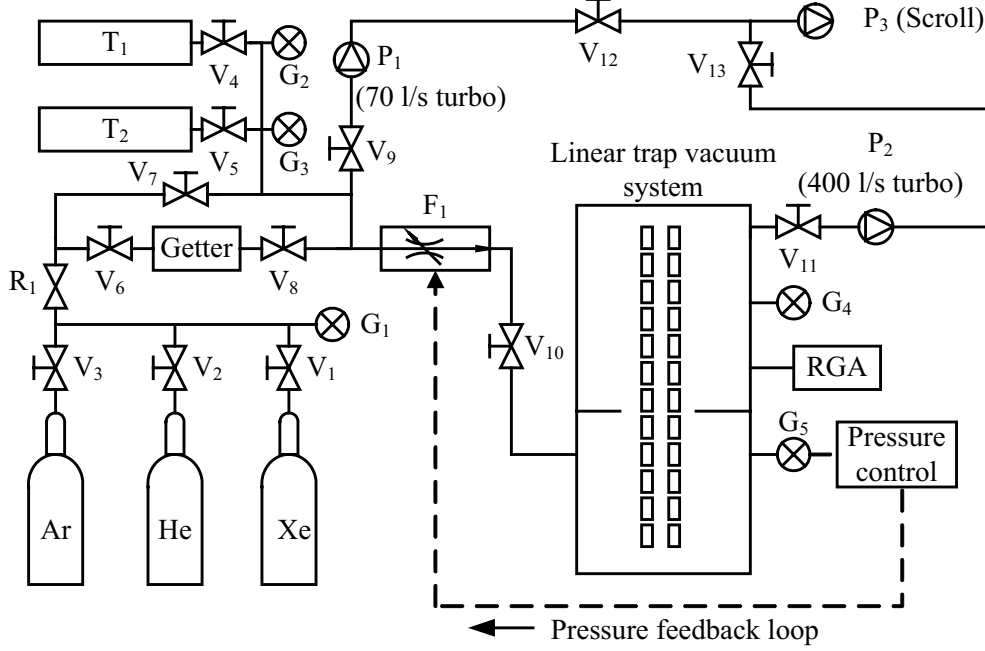 T1
V4
G2
P1
(70 l/s turbo)
V12
P3 (Scroll)
V13
T2
V5
G3
V9
V7
Linear trap vacuum
system
P2
(400 l/s turbo)
F1
Getter
V6
V8
V11
R1
G4
G1
V10
V3
V2
V1
RGA
G5
Pressure
control
Ar
He
Xe
Pressure feedback loop